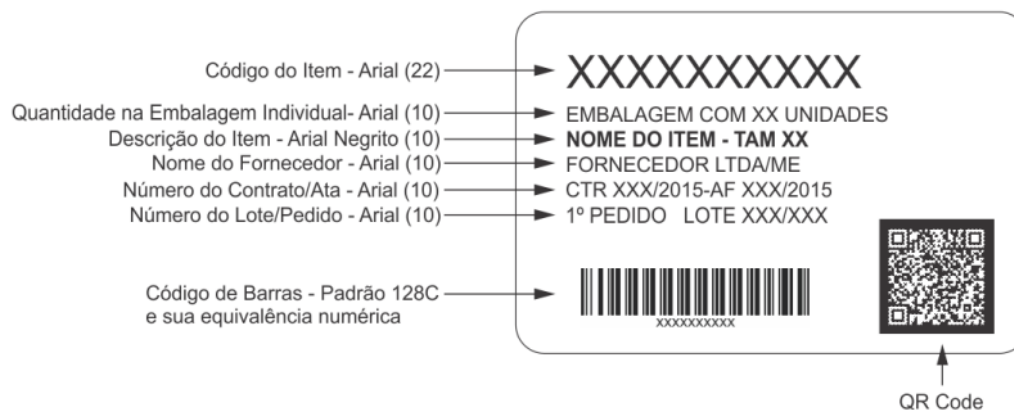 Código do Item - Arial (22)
XXXXXXXXXX
Quantidade na Embalagem Individual- Arial (10)
EMBALAGEM COM XX UNIDADES
Descrição do Item - Arial Negrito (10)
NOME DO ITEM - TAM XX
Nome do Fornecedor - Arial (10)
FORNECEDOR LTDA/ME
Número do Contrato/Ata - Arial (10)
CTR XXX/2015-AF XXX/2015
Número do Lote/Pedido - Arial (10)
1º PEDIDO LOTE XXX/XXX
Código de Barras - Padrão 128C
e sua equivalência numérica
XXXXXXXXXX
QR Code